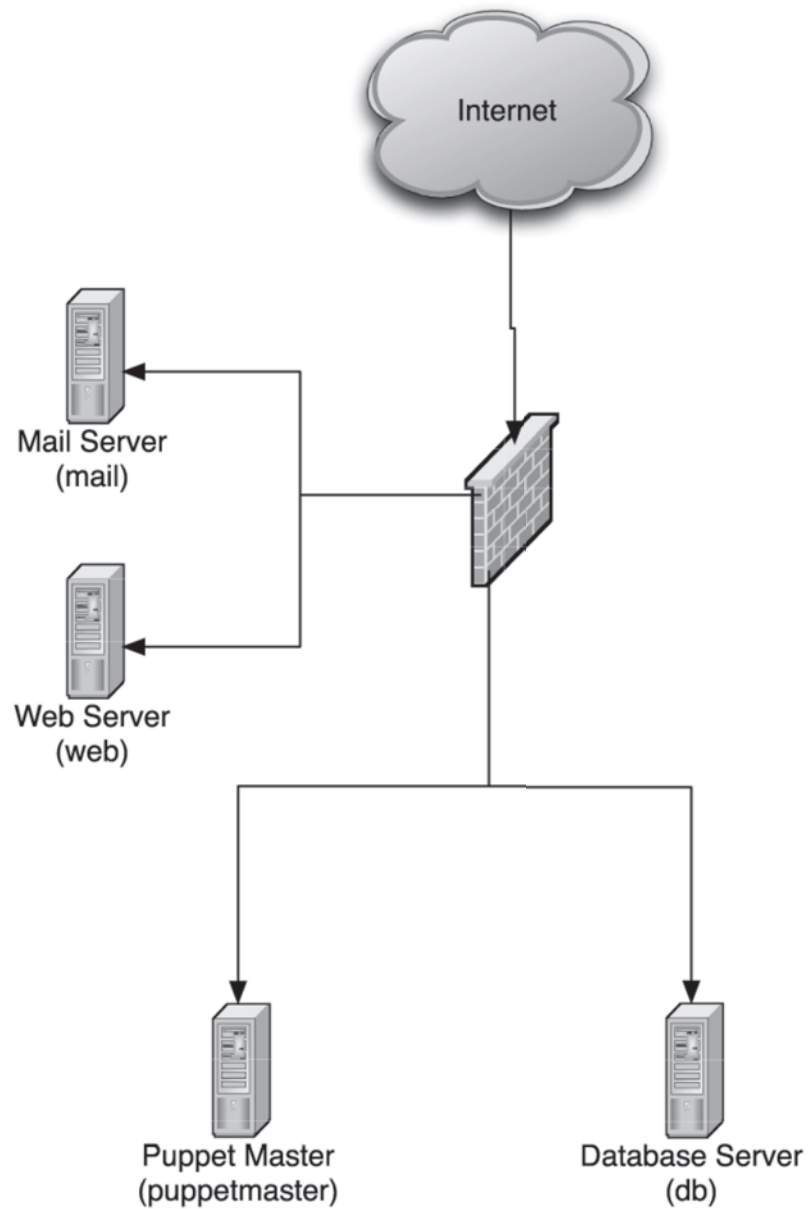 Internet
Mail Server
(mail)
Web Server
(web)
Puppet Master
(puppetmaster)
Database Server
(db)